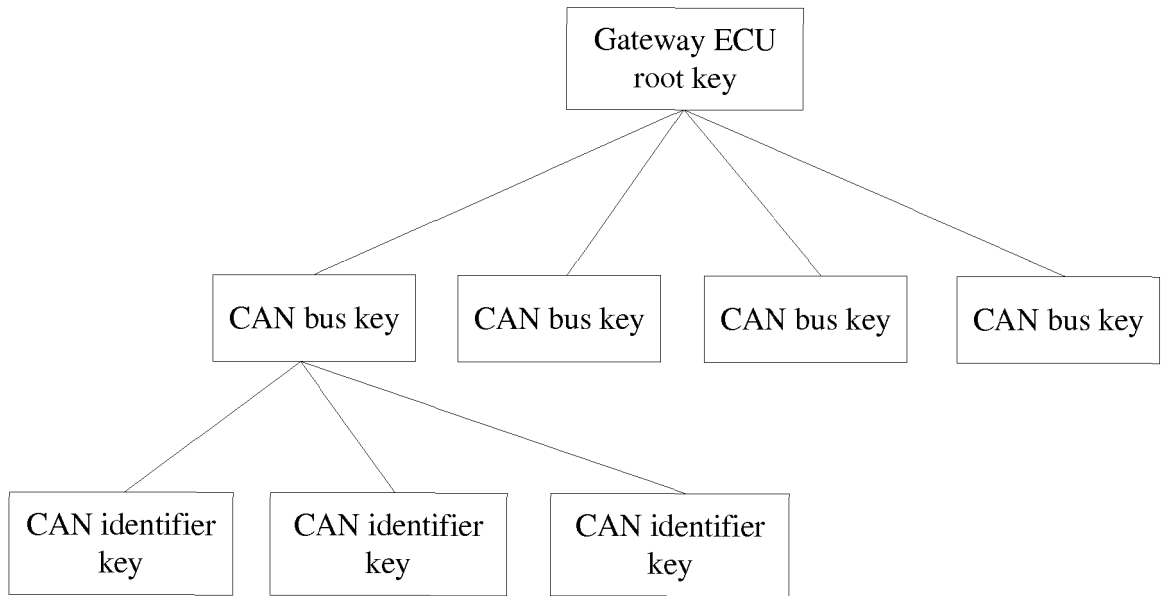 Gateway ECU
root key
CAN bus key
CAN bus key
CAN bus key
CAN bus key
CAN identifier
key
CAN identifier
key
CAN identifier
key